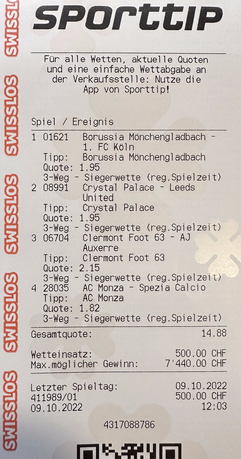 SPORTTIP
Für alle Wetten, aktuelle Quoten
und eine einfache Wettabgabe an
der Verkaufsstelle: Nutze die
App von Sporttip!
Spiel / Ereignis
1 01621 Borussia Mönchengladbach -
1. FC Köln
Tipp: Borussia Mönchengladbach
Quote: 1.95
3-Weg - Siegerwette (reg.Spielzeit)
2 08991 Crystal Palace - Leeds
United
Tipp: Crystal Palace
Quote: 1.95
3-Weg - Siegerwette (reg.Spielzeit)
3 06704 Clermont Foot 63 - AJ
Auxerre
Tipp: Clermont Foot 63
Quote: 2.15
3-Weg - Siegerwette (reg.Spielzeit)
4 28035 AC Monza - Spezia Calcio
Tipp: AC Monza
Quote: 1.82
3-Weg - Siegerwette (reg.Spielzeit)
Gesamtquote: 14.88
Wetteinsatz: 500.00 CHF
Max.möglicher Gewinn: 7'440.00 CHF
Letzter Spieltag: 09.10.2022
411989/01 500.00 CHF
09.10.2022 12:03
4317088786
SWISSLOS
SWISSLOS
SWISSLOS
SWISSLOS
SWISSLOS